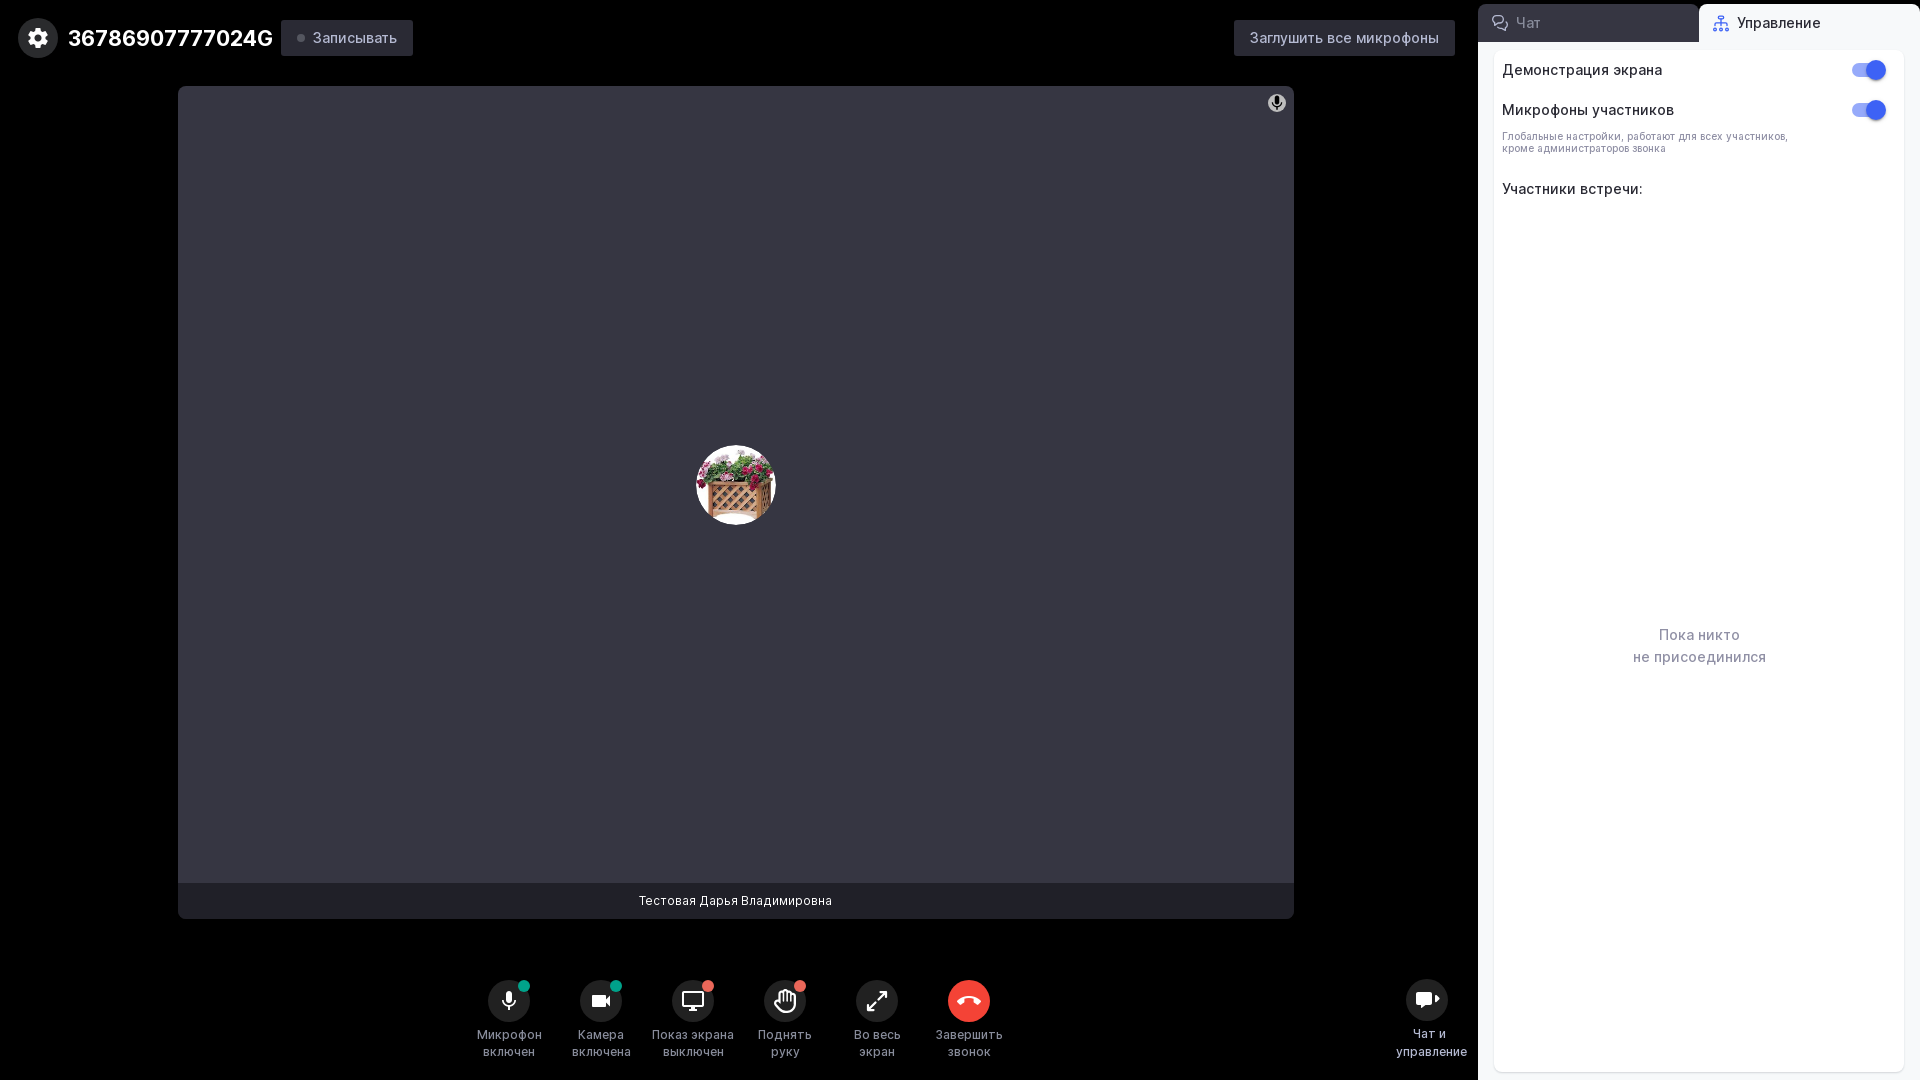 36786907777024G
Записывать
Заглушить все микрофоны
Чат
Управление
Демонстрация экрана
Микрофоны участников
Глобальные настройки, работают для всех участников,
кроме администраторов звонка
Участники встречи:
Пока никто
не присоединился
Тестовая Дарья Владимировна
Микрофон
включен
Камера
включена
Показ экрана
выключен
Поднять
руку
Во весь
экран
Завершить
звонок
Чат и
управление